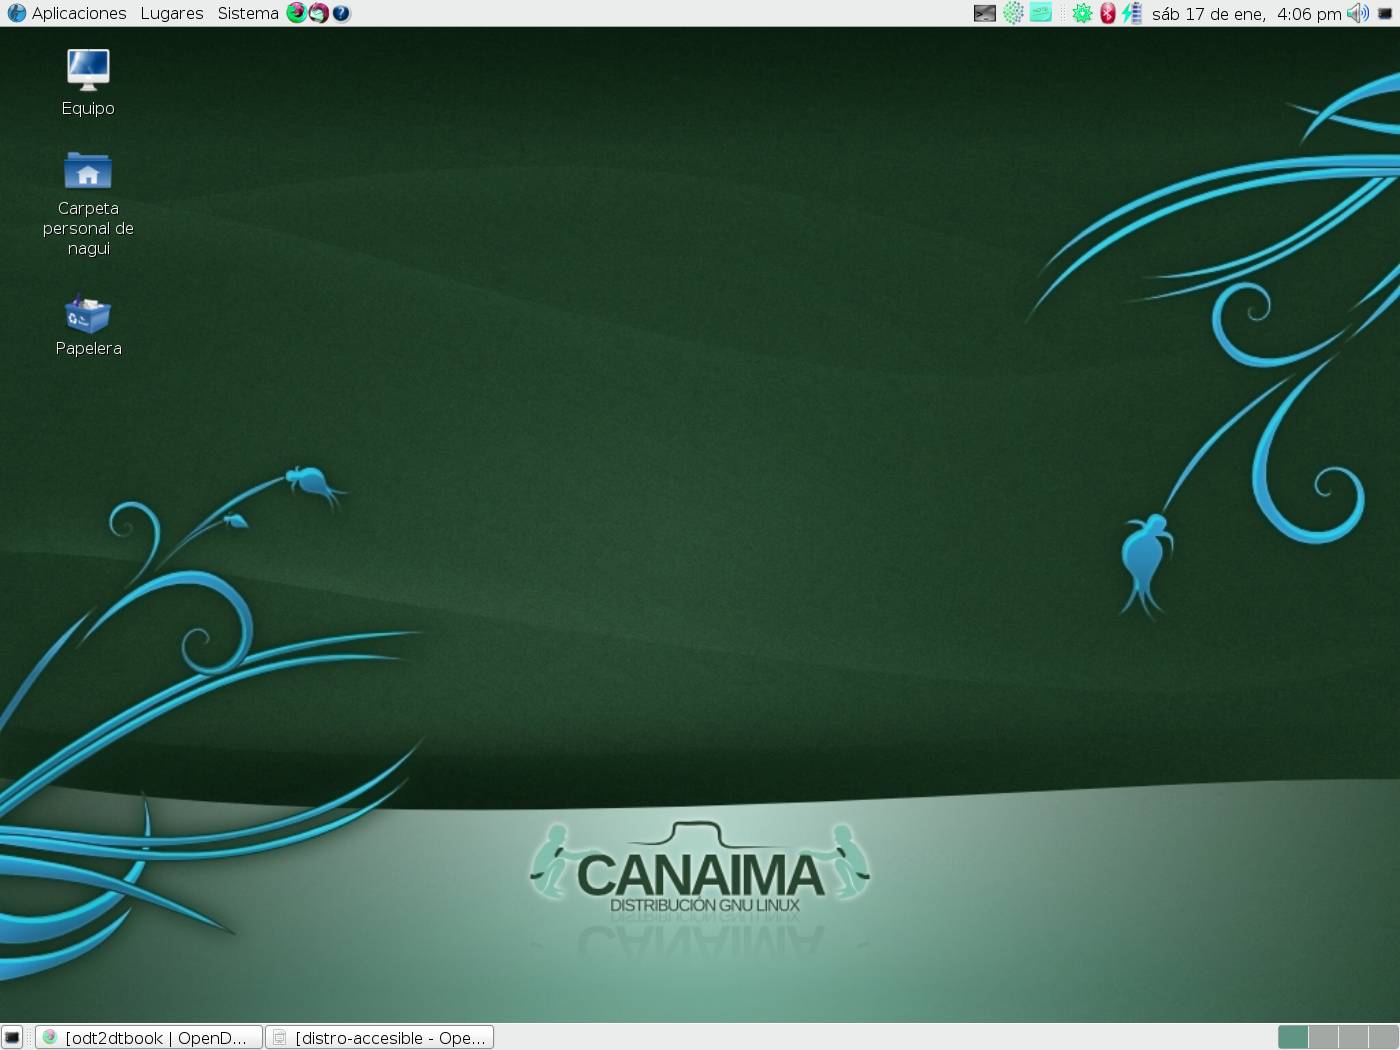 Aplicaciones Lugares Sistema
NOTE
sáb 17 de ene, 4:06 pm
Equipo
Carpeta
personal de
nagui
Papelera
CANAIMA
DISTRIBUCIÓN GNU LINUX
[odt2dtbook | OpenD...
[distro-accesible - Ope...